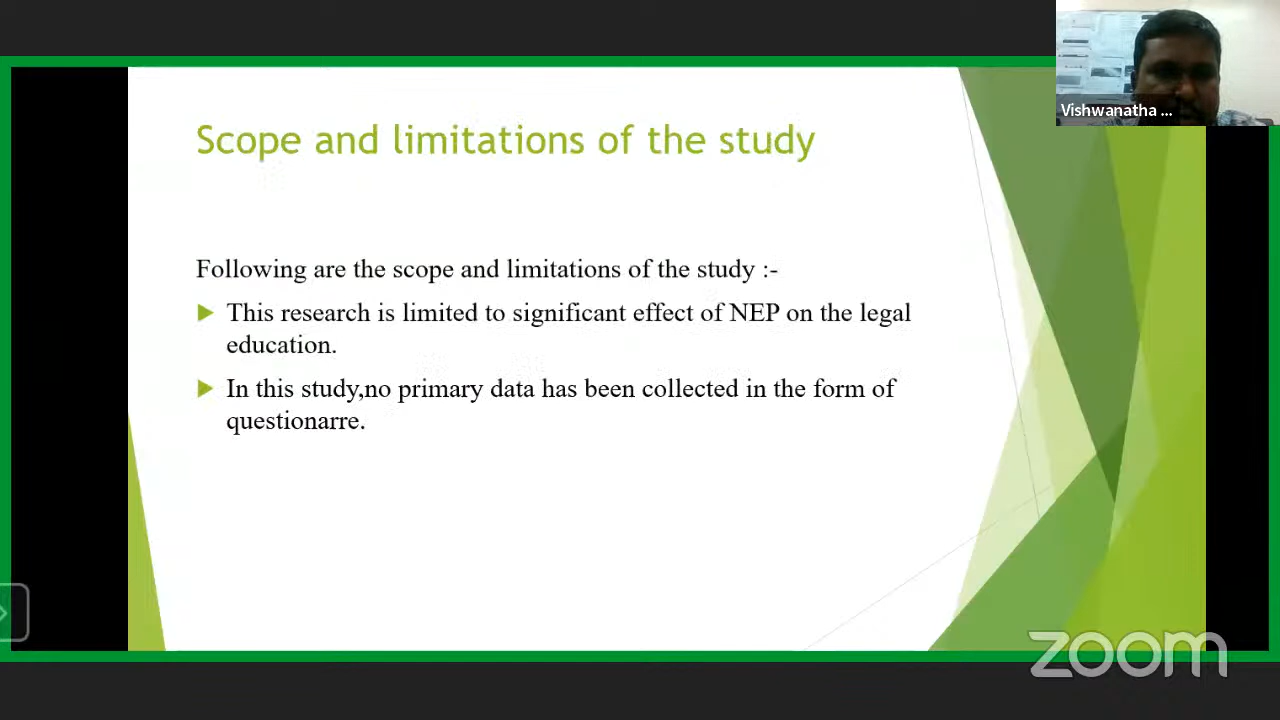 Vishwanatha ...
Scope and limitations of the study
Following are the scope and limitations of the study :-
This research is limited to significant effect of NEP on the legal
education.
In this study,no primary data has been collected in the form of
questionarre.
zoom